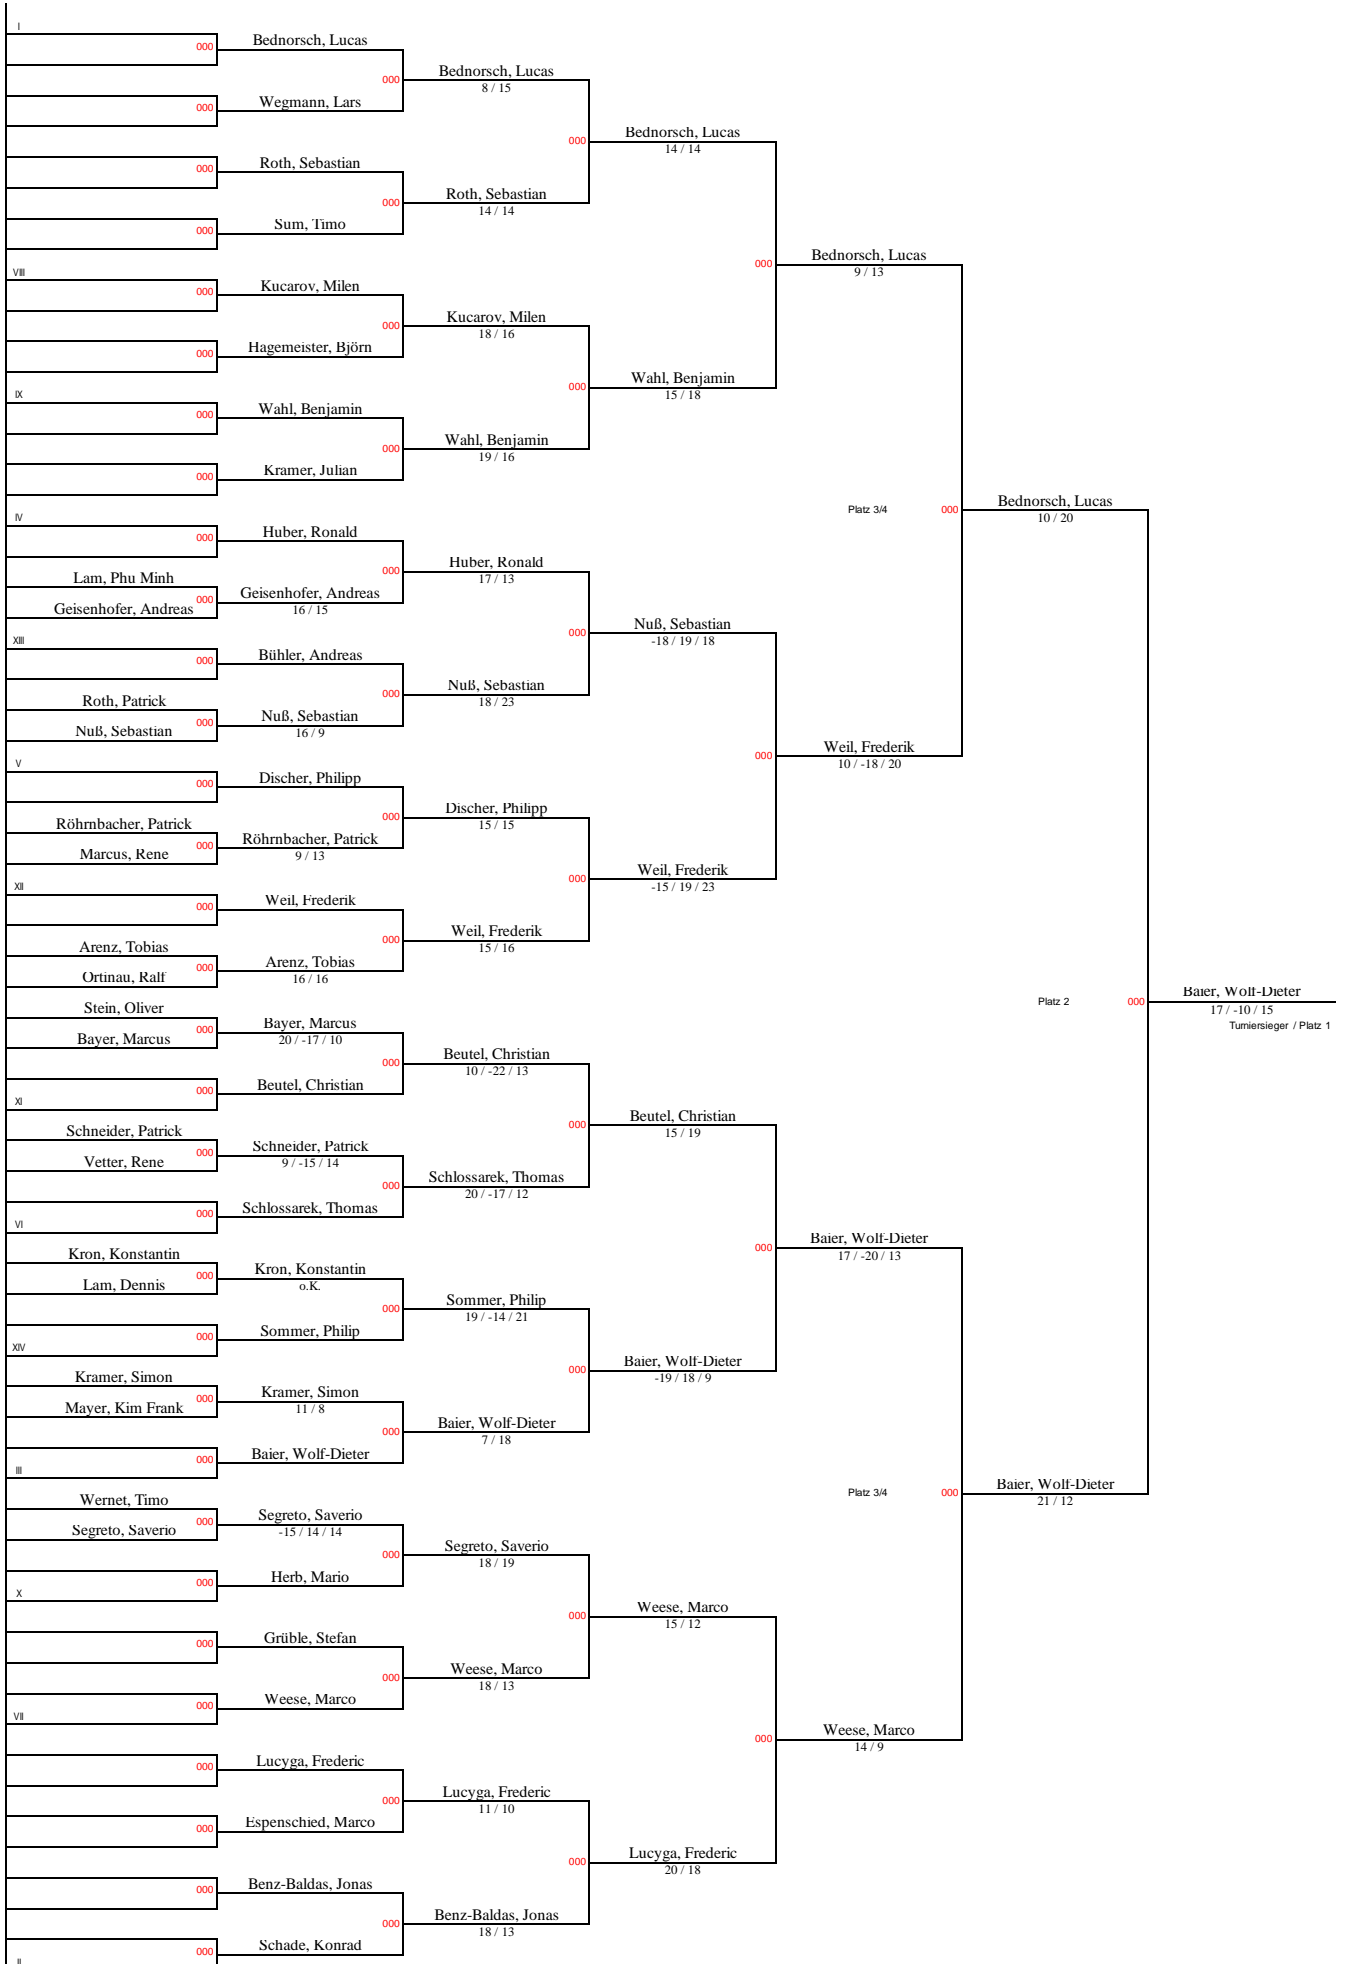 I
000
Bednorsch, Lucas
000
Bednorsch, Lucas
8 / 15
000
Wegmann, Lars
000
Bednorsch, Lucas
14 / 14
000
Roth, Sebastian
000
Roth, Sebastian
14 / 14
000
Sum, Timo
000
Bednorsch, Lucas
9 / 13
VIII
000
Kucarov, Milen
000
Kucarov, Milen
18 / 16
000
Hagemeister, Björn
000
Wahl, Benjamin
15 / 18
IX
000
Wahl, Benjamin
000
Wahl, Benjamin
19 / 16
000
Kramer, Julian
Platz 3/4
000
Bednorsch, Lucas
10 / 20
IV
000
Huber, Ronald
000
Huber, Ronald
17 / 13
Lam, Phu Minh
000
Geisenhofer, Andreas
Geisenhofer, Andreas
16 / 15
000
Nuß, Sebastian
-18 / 19 / 18
XIII
000
Bühler, Andreas
000
Nuß, Sebastian
18 / 23
Roth, Patrick
000
Nuß, Sebastian
Nuß, Sebastian
16 / 9
000
Weil, Frederik
10 / -18 / 20
V
000
Discher, Philipp
000
Discher, Philipp
15 / 15
Röhrnbacher, Patrick
000
Röhrnbacher, Patrick
9 / 13
Marcus, Rene
000
Weil, Frederik
-15 / 19 / 23
XII
000
Weil, Frederik
000
Weil, Frederik
15 / 16
Arenz, Tobias
000
Arenz, Tobias
16 / 16
Ortinau, Ralf
Platz 2
000
Baier, Wolf-Dieter
17 / -10 / 15
Turniersieger / Platz 1
Stein, Oliver
000
Bayer, Marcus
20 / -17 / 10
Bayer, Marcus
000
Beutel, Christian
10 / -22 / 13
000
Beutel, Christian
XI
000
Beutel, Christian
15 / 19
Schneider, Patrick
000
Schneider, Patrick
9 / -15 / 14
Vetter, Rene
000
Schlossarek, Thomas
20 / -17 / 12
000
Schlossarek, Thomas
VI
000
Baier, Wolf-Dieter
17 / -20 / 13
Kron, Konstantin
000
Kron, Konstantin
o.K.
Lam, Dennis
000
Sommer, Philip
19 / -14 / 21
000
Sommer, Philip
XIV
000
Baier, Wolf-Dieter
-19 / 18 / 9
Kramer, Simon
000
Kramer, Simon
11 / 8
Mayer, Kim Frank
000
Baier, Wolf-Dieter
7 / 18
000
Baier, Wolf-Dieter
III
Platz 3/4
000
Baier, Wolf-Dieter
21 / 12
Wernet, Timo
000
Segreto, Saverio
-15 / 14 / 14
Segreto, Saverio
000
Segreto, Saverio
18 / 19
000
Herb, Mario
X
000
Weese, Marco
15 / 12
000
Grüble, Stefan
000
Weese, Marco
18 / 13
000
Weese, Marco
VII
000
Weese, Marco
14 / 9
000
Lucyga, Frederic
000
Lucyga, Frederic
11 / 10
000
Espenschied, Marco
000
Lucyga, Frederic
20 / 18
000
Benz-Baldas, Jonas
000
Benz-Baldas, Jonas
18 / 13
000
Schade, Konrad
II